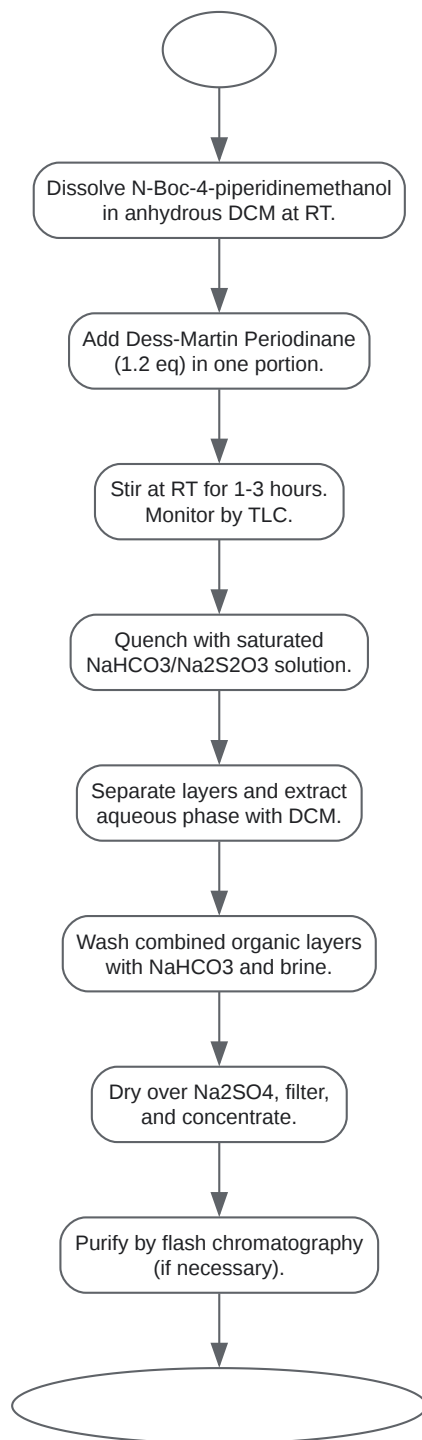 Dissolve N-Boc-4-piperidinemethanol
in anhydrous DCM at RT.
Add Dess-Martin Periodinane
(1.2 eq) in one portion.
Stir at RT for 1-3 hours.
Monitor by TLC.
Quench with saturated
NaHCO3/Na2S2O3 solution.
Separate layers and extract
aqueous phase with DCM.
Wash combined organic layers
with NaHCO3 and brine.
Dry over Na2SO4, filter,
and concentrate.
Purify by flash chromatography
(if necessary).